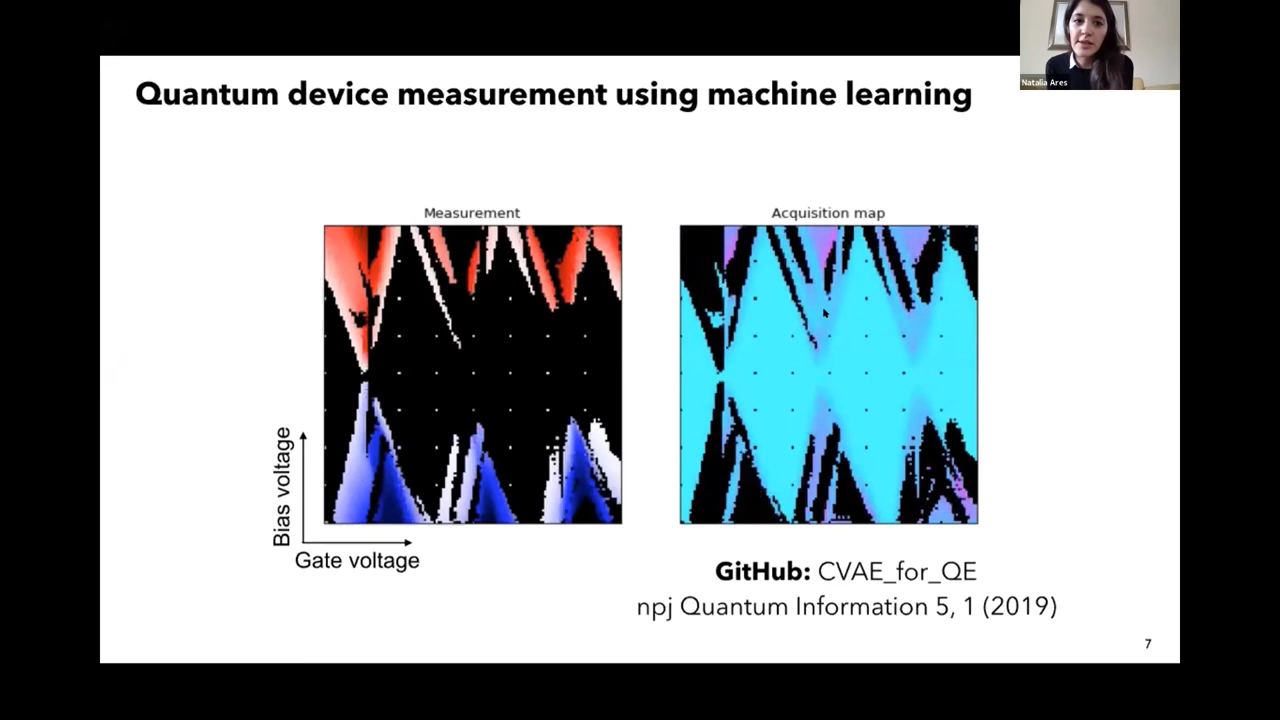 Natalia Ares
Quantum device measurement using machine learning
Measurement
Acquisition map
Bias voltage
Gate voltage
GitHub: CVAE_for_QE
npj Quantum Information 5, 1 (2019)
7